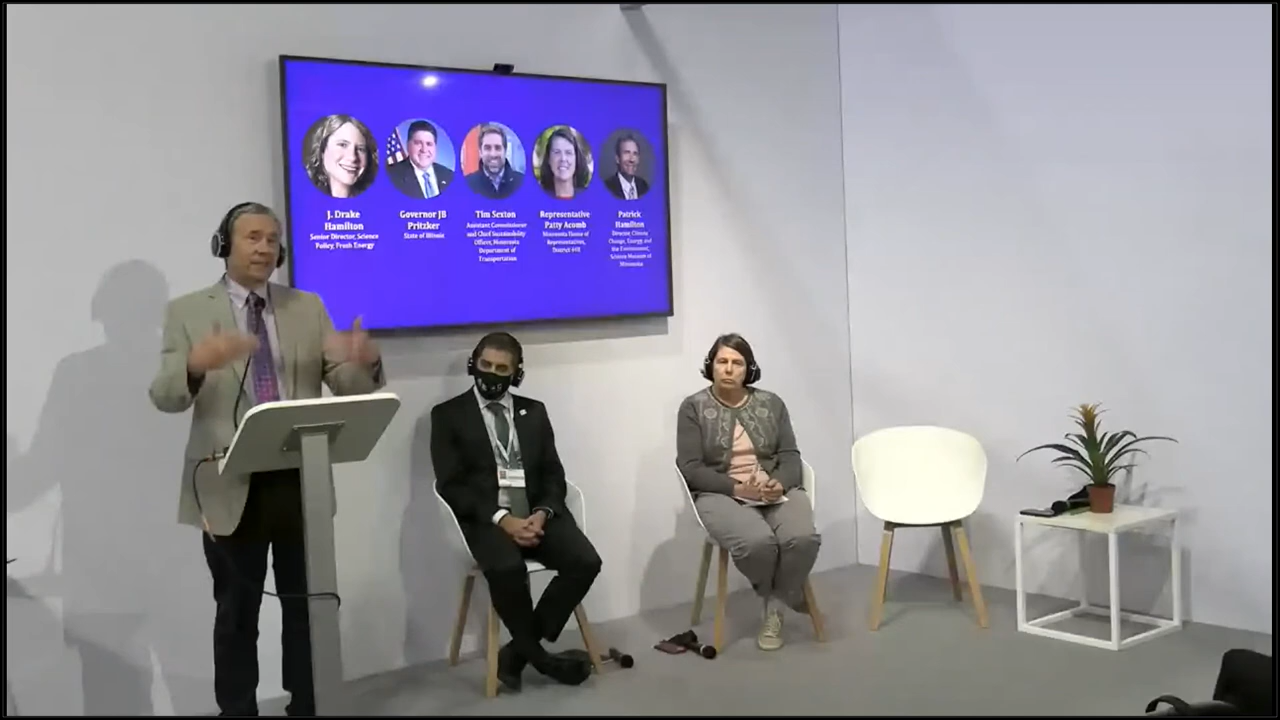 J. Drake
Hamilton
Senior Director, Science
Policy, Fresh Energy
Governor JB
Pritzker
State of Illinois
Tim Sexton
Assistant Commissioner
and Chief Sustainability
Officer, Minnesota
Department of
Transportation
Representative
Patty Acomb
Minnesota House of
Representatives,
District
Patrick
Hamilton
Director, Climate
Change, Energy and
the Environment,
Science Museum of
Minnesota